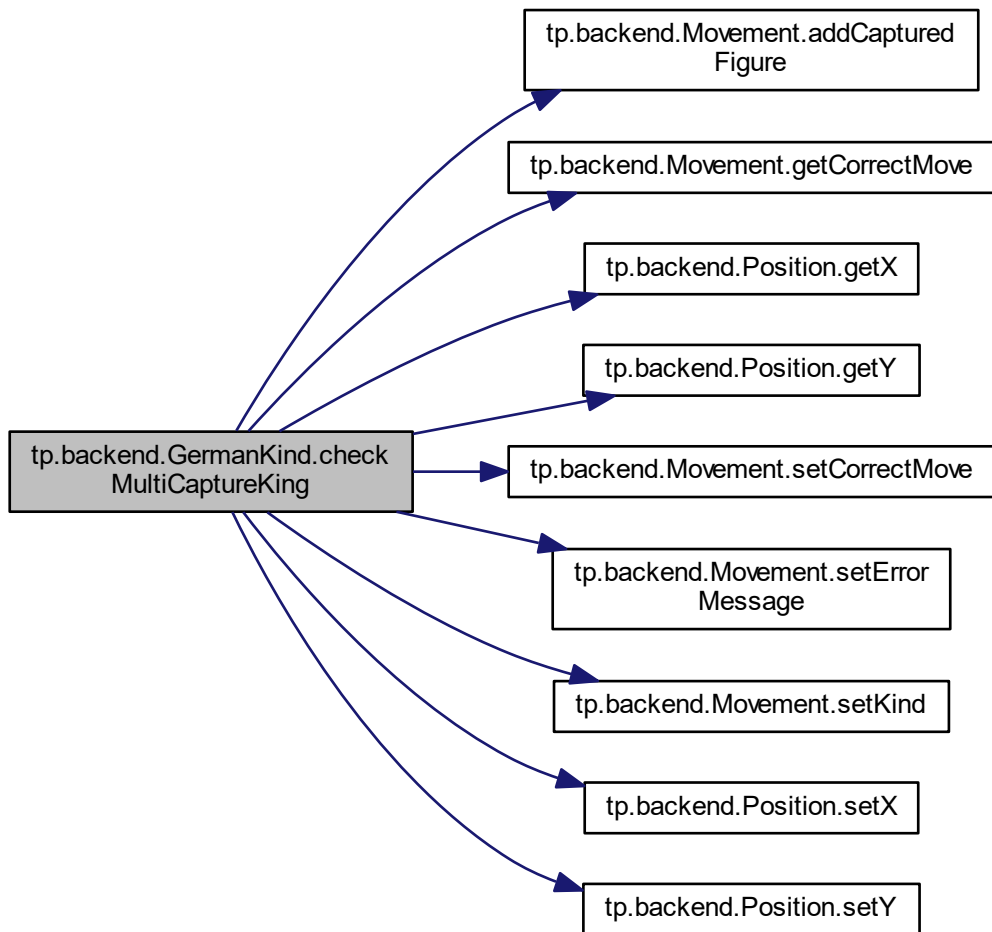 tp.backend.Movement.addCaptured
Figure
tp.backend.Movement.getCorrectMove
tp.backend.Position.getX
tp.backend.Position.getY
tp.backend.GermanKind.check
MultiCaptureKing
tp.backend.Movement.setCorrectMove
tp.backend.Movement.setError
Message
tp.backend.Movement.setKind
tp.backend.Position.setX
tp.backend.Position.setY